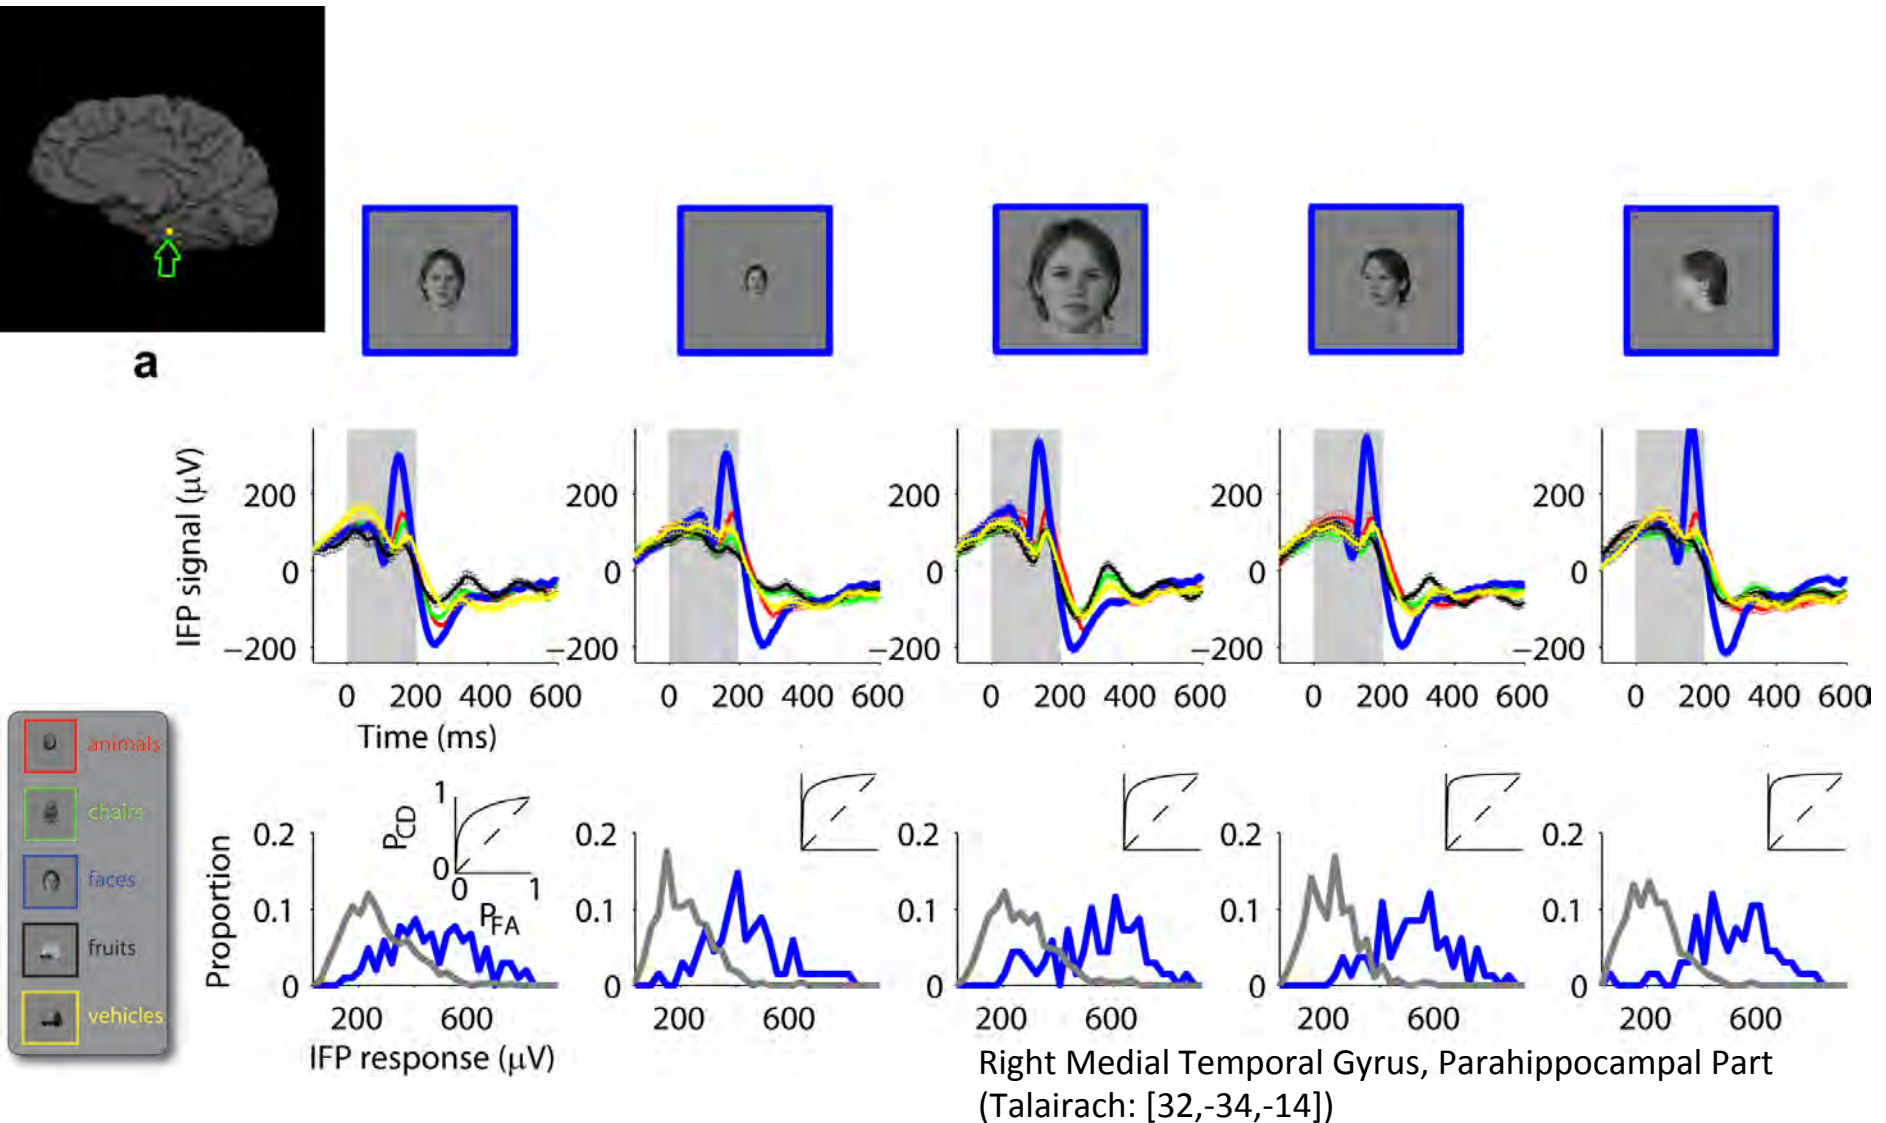 a
IFP signal (μV)
200
0
−200
200
0
−200
200
0
−200
200
0
−200
200
0
−200
0 200 400 600
0 200 400 600
0 200 400 600
0 200 400 600
0 200 400 600
Time (ms)
animals
chairs
faces
fruits
vehicles
Proportion
0.2
0.1
0
1
PCD
0
0 1
PFA
0.2
0.1
0
0.2
0.1
0
0.2
0.1
0
0.2
0.1
0
200 600
200 600
200 600
200 600
200 600
IFP response (μV)
Right Medial Temporal Gyrus, Parahippocampal Part
(Talairach: [32,-34,-14])